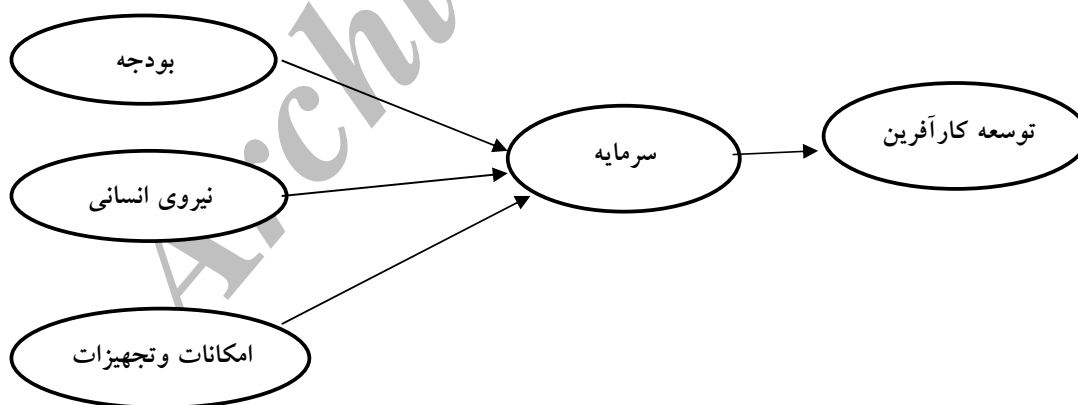 بودجه
نیروی انسانی
امکانات وتجهیزات
سرمایه
توسعه کارآفرین